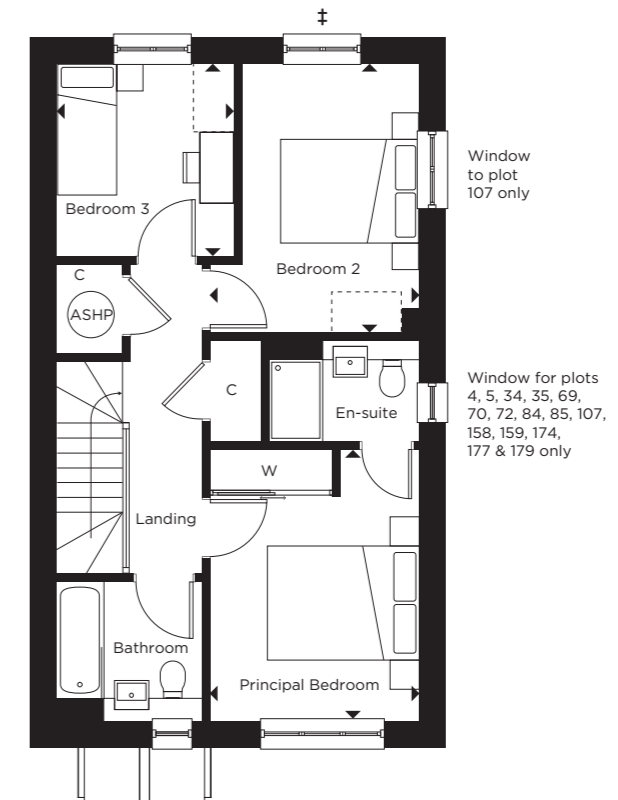 ‡
Window
to plot
107 only
Bedroom 3
Bedroom 2
C
ASHP
Window for plots
4, 5, 34, 35, 69,
70, 72, 84, 85, 107,
158, 159, 174,
177 & 179 only
C
En-suite
W
Landing
Bathroom
Principal Bedroom